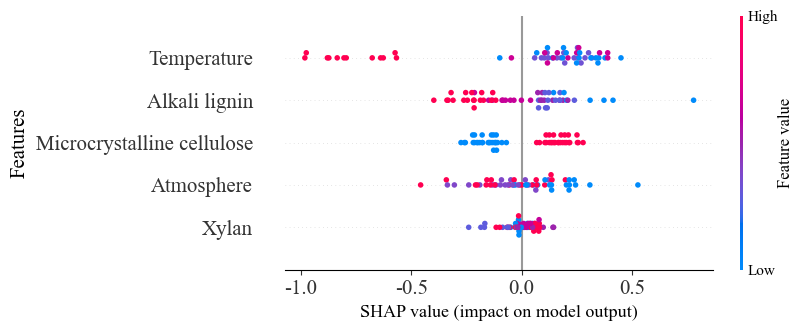 High
Temperature
Alkali lignin
Microcrystalline cellulose
Atmosphere
Xylan
Features
Feature value
Low
-1.0 -0.5 0.0 0.5
SHAP value (impact on model output)